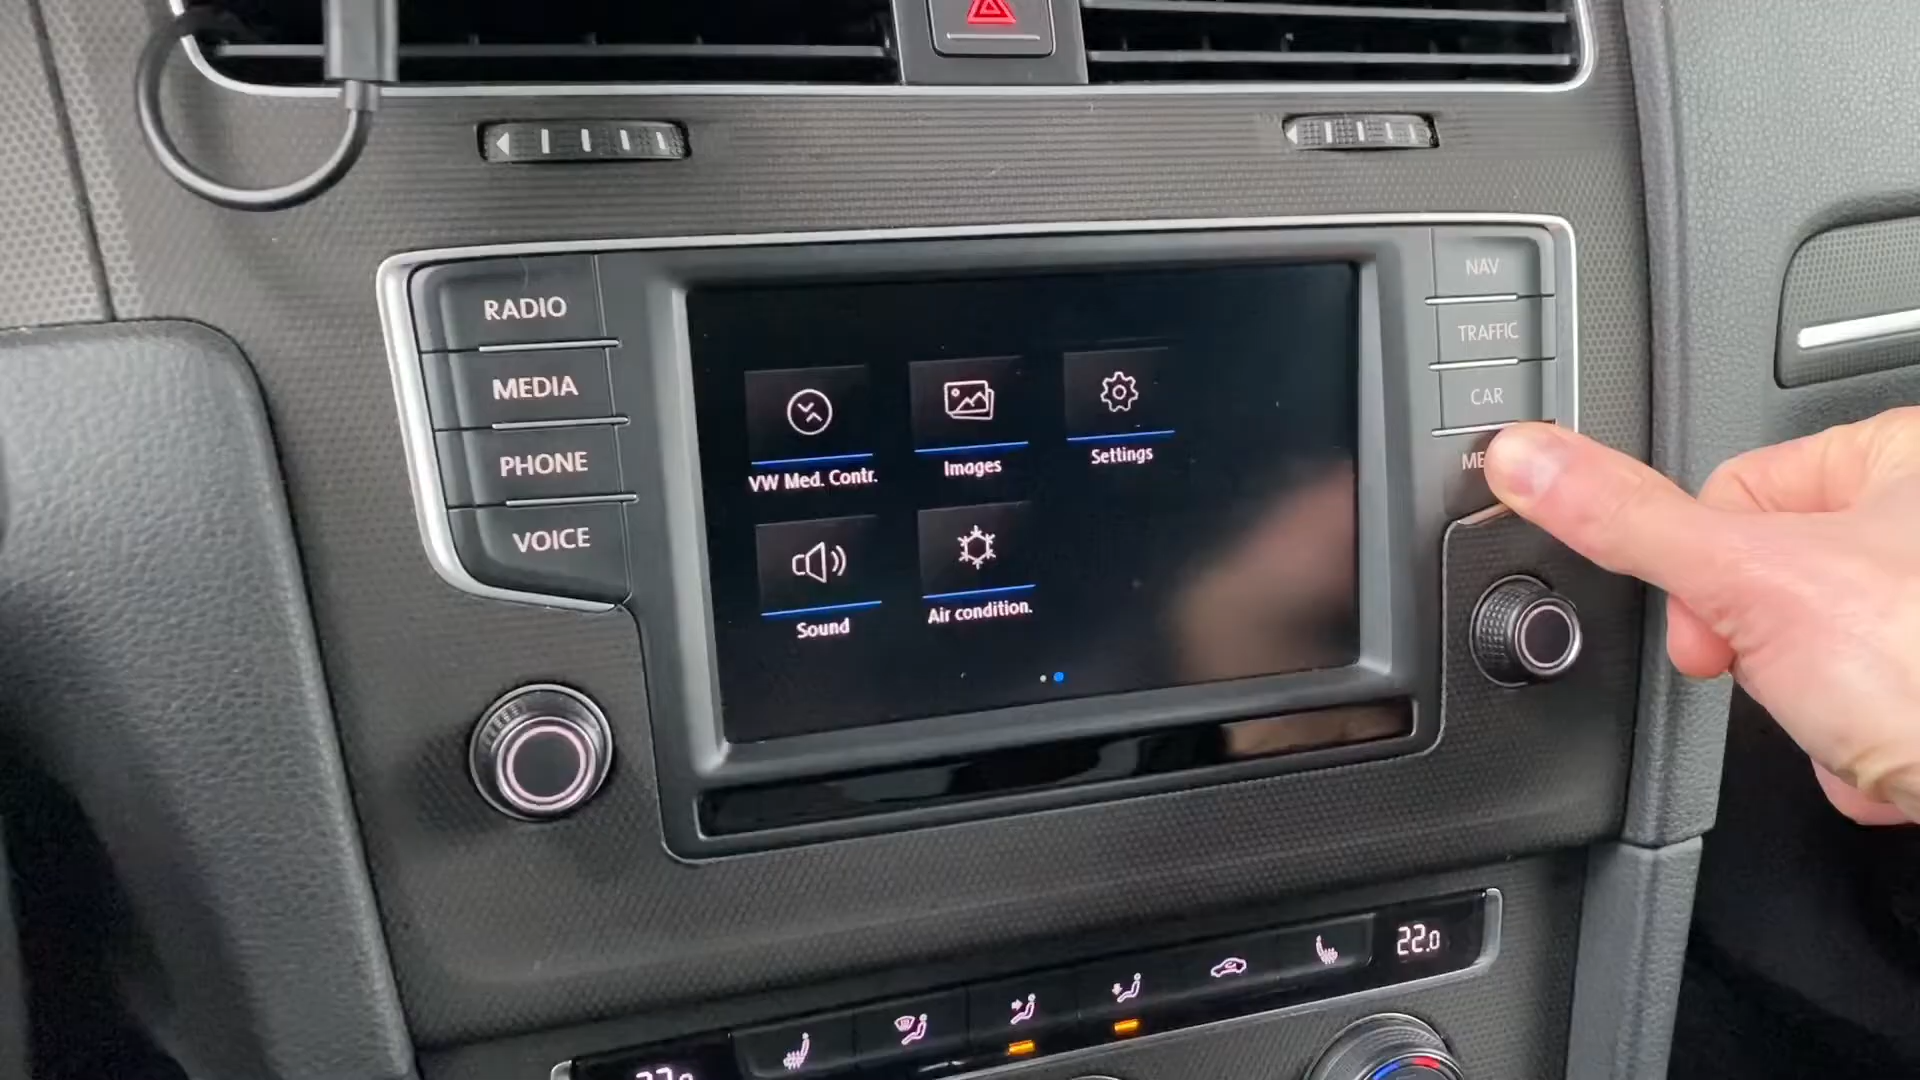 RADIO
MEDIA
PHONE
VOICE
VW Med. Contr.
Images
Settings
Sound
Air condition.
NAV
TRAFFIC
CAR
22.0